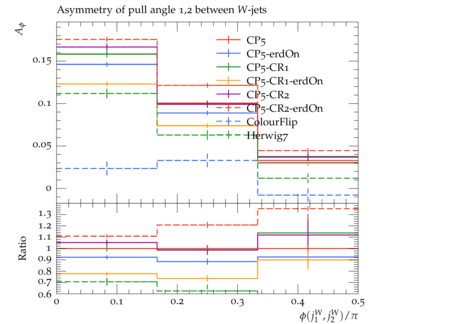 Asymmetry of pull angle 1,2 between W-jets
A_ϕ
0.15
0.1
0.05
0
CP5
CP5-erdOn
CP5-CR1
CP5-CR1-erdOn
CP5-CR2
CP5-CR2-erdOn
ColourFlip
Herwig7
Ratio
1.3
1.2
1.1
1
0.9
0.8
0.7
0.6
0 0.1 0.2 0.3 0.4 0.5
ϕ(j₁ᵂ, j₂ᵂ)/π